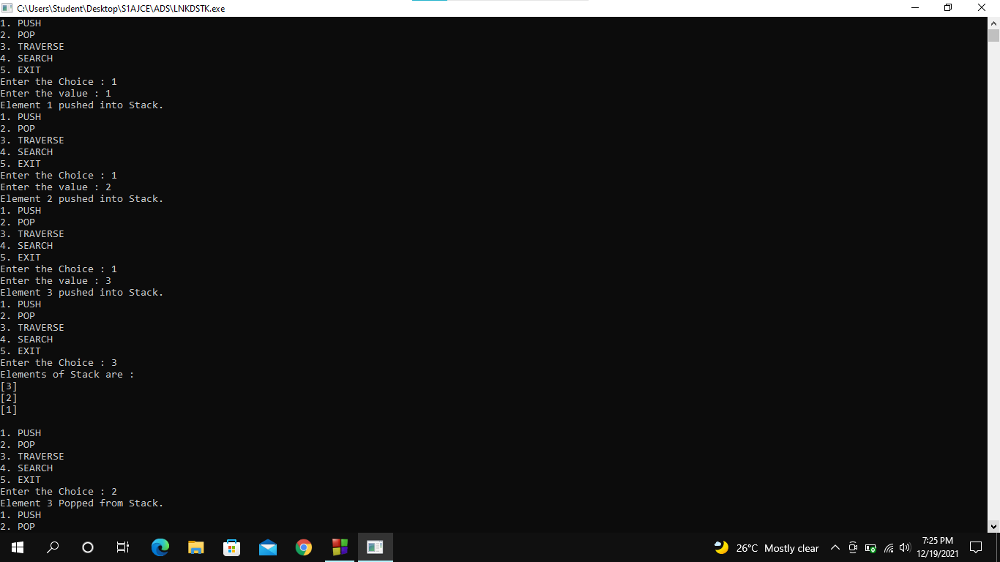 C:\Users\Student\Desktop\S1AJCE\ADS\LNKDSTK.exe
1. PUSH
2. POP
3. TRAVERSE
4. SEARCH
5. EXIT
Enter the Choice : 1
Enter the value : 1
Element 1 pushed into Stack.
1. PUSH
2. POP
3. TRAVERSE
4. SEARCH
5. EXIT
Enter the Choice : 1
Enter the value : 2
Element 2 pushed into Stack.
1. PUSH
2. POP
3. TRAVERSE
4. SEARCH
5. EXIT
Enter the Choice : 1
Enter the value : 3
Element 3 pushed into Stack.
1. PUSH
2. POP
3. TRAVERSE
4. SEARCH
5. EXIT
Enter the Choice : 3
Elements of Stack are :
[3]
[2]
[1]
1. PUSH
2. POP
3. TRAVERSE
4. SEARCH
5. EXIT
Enter the Choice : 2
Element 3 Popped from Stack.
1. PUSH
2. POP
26°C Mostly clear
7:25 PM
12/19/2021